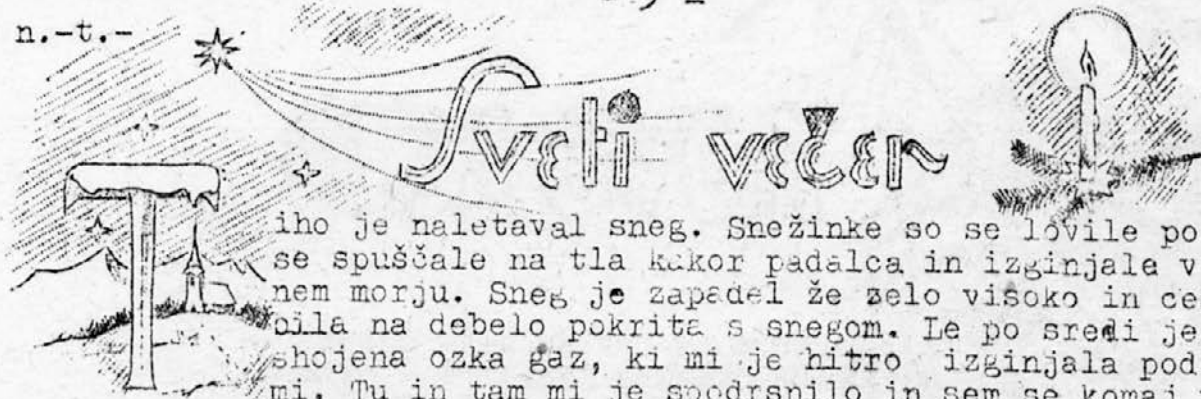 n.-t.-
Sveti večer
Tiho je naletaval sneg. Snežinke so se lovile po
se spuščale na tla kakor padalca in izginjale v
nem morju. Sneg je zapadel že zelo visoko in ce
bila na debelo pokrita s snegom. Le po sredi je
shojena ozka gaz, ki mi je hitro izginjala pod
mi. Tu in tam mi je spodrsnilo in sem se komaj